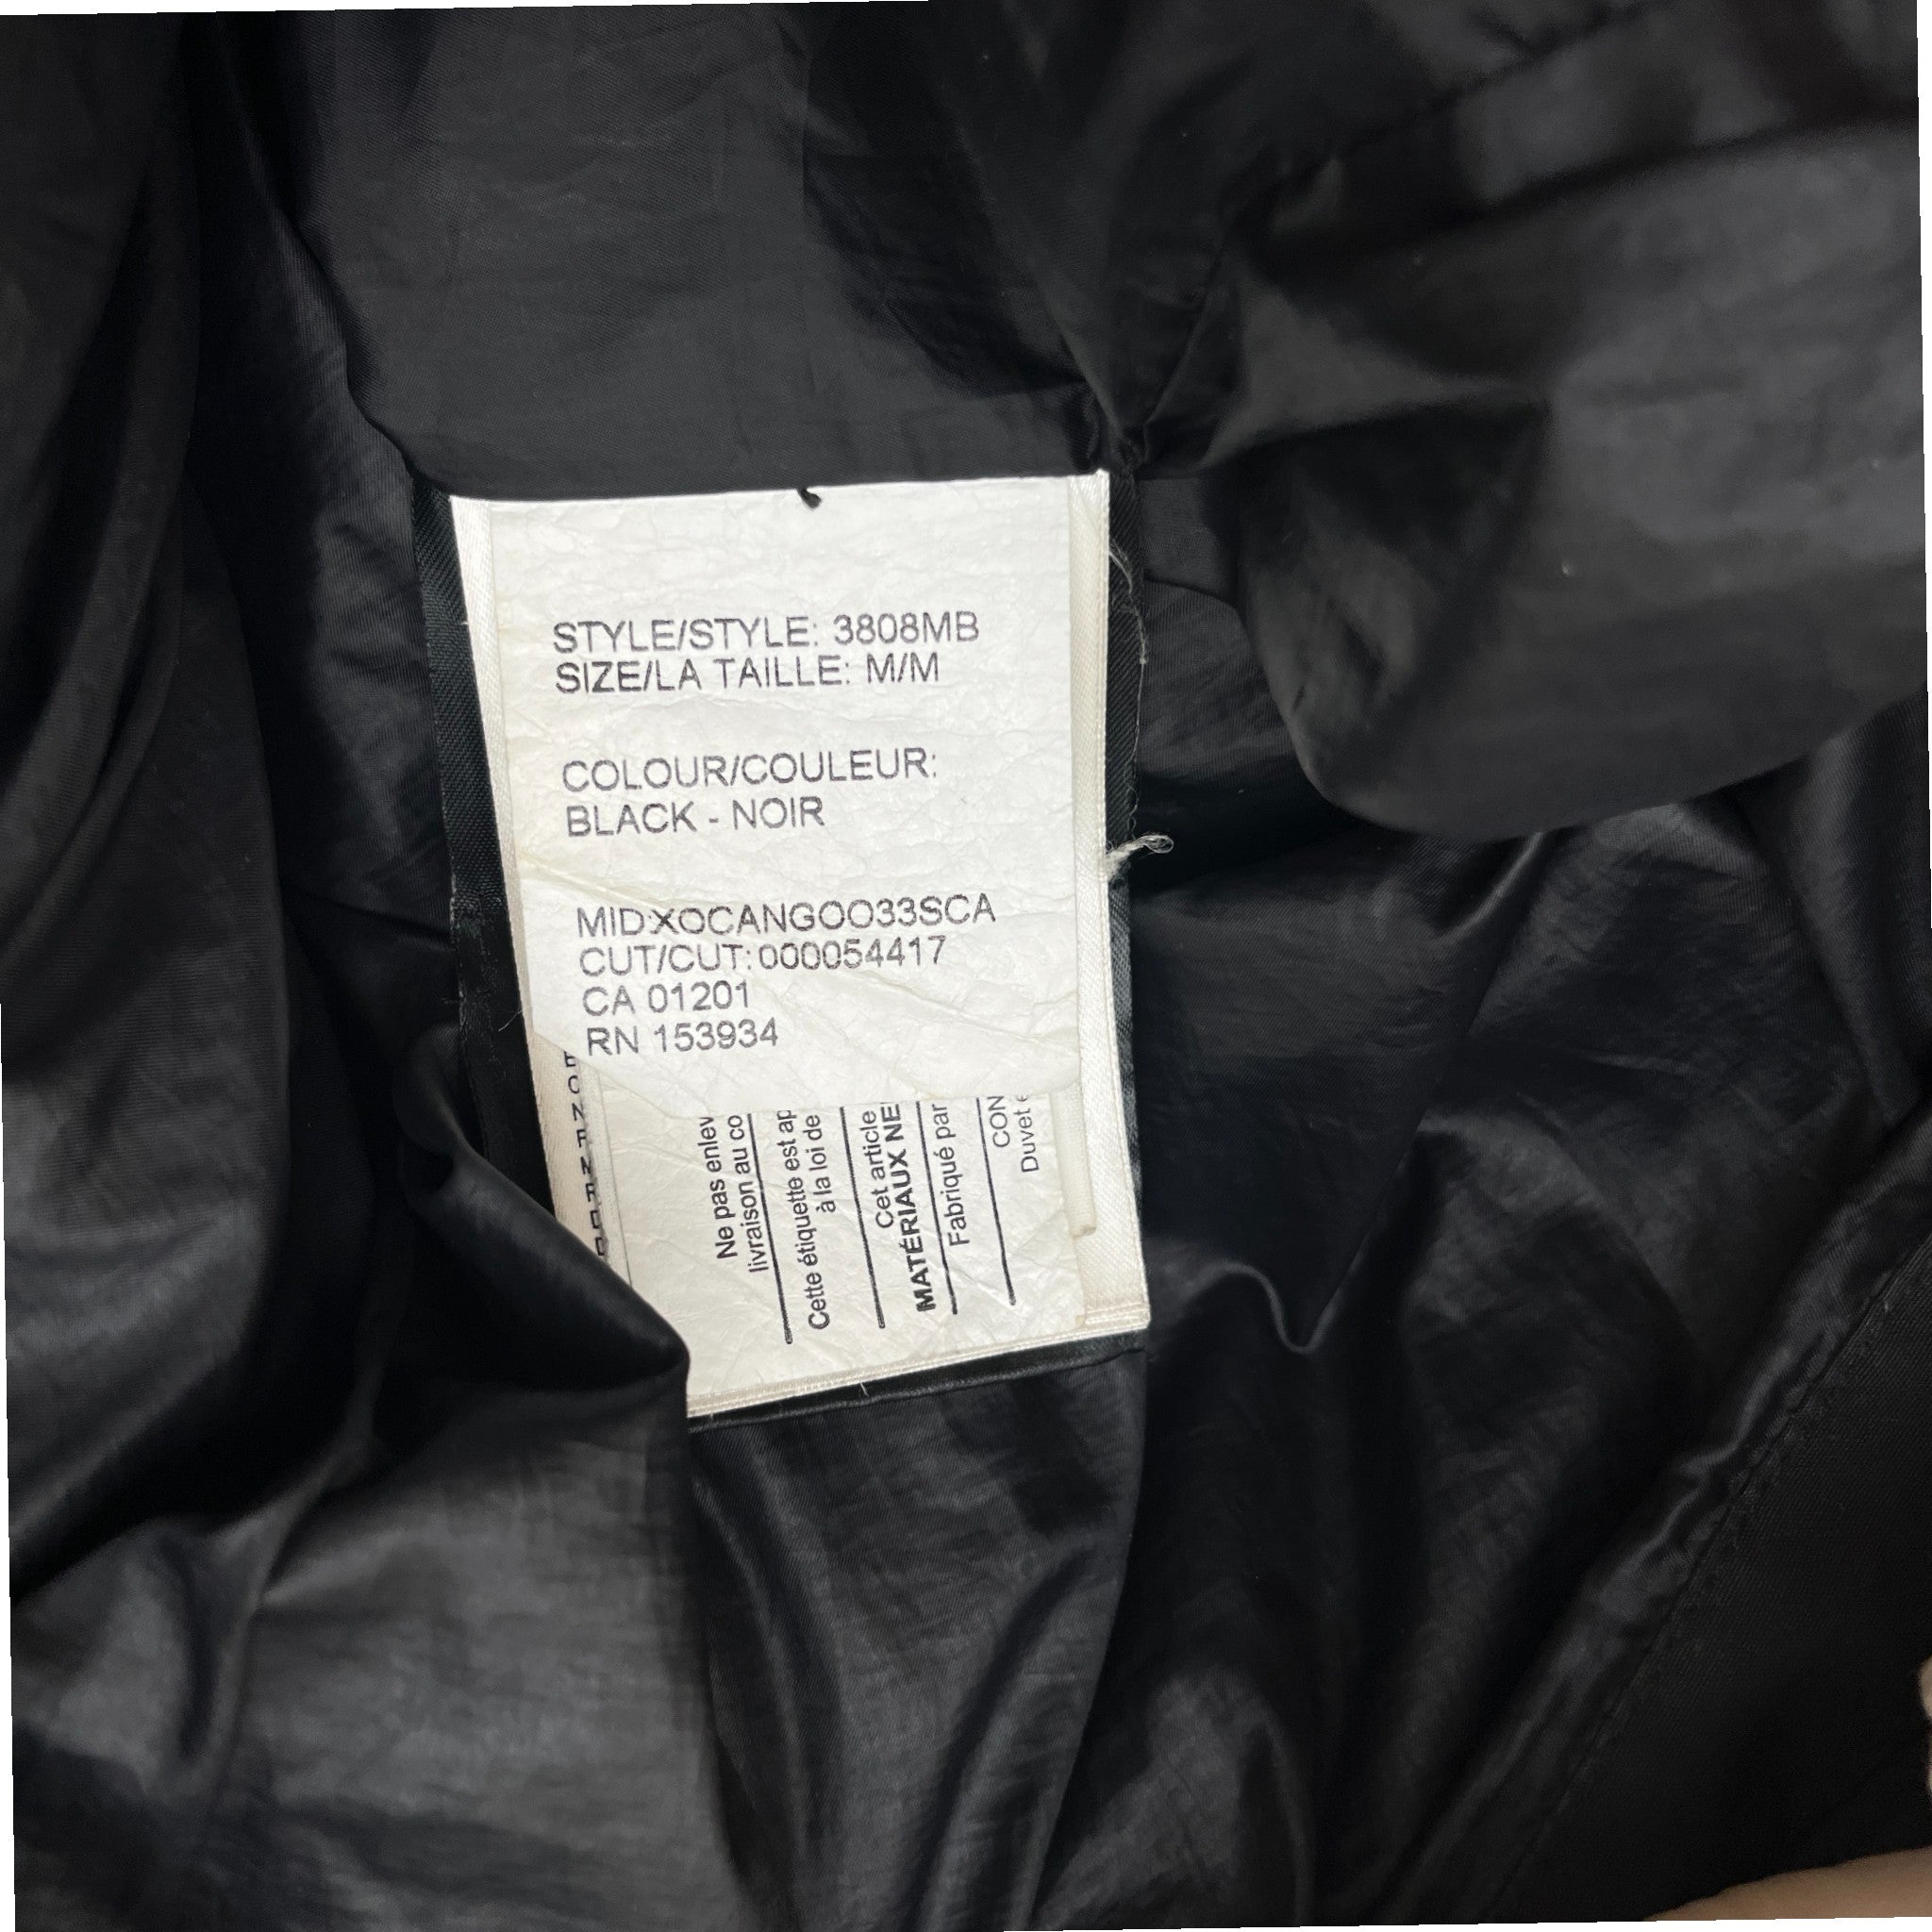 STYLE/STYLE: 3808MB
SIZE/LA TAILLE: M/M
COLOUR/COULEUR:
BLACK - NOIR
MID:XOCANGOO33SCA
CUT/CUT: 000054417
CA 01201
RN 153934
Ne pas enlev
livraison au co
Cette étiquette est ap
à la loi de
Cet article
MATÉRIAUX NE
Fabriqué par
CON
Duvet e